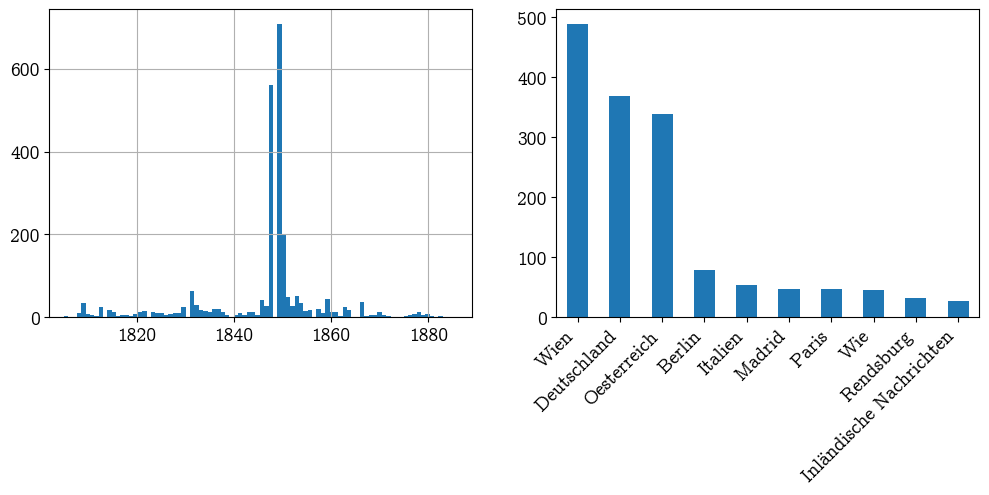 600
400
200
0
1820
1840
1860
1880
500
400
300
200
100
0
Wien
Deutschland
Oesterreich
Berlin
Italien
Madrid
Paris
Wie
Rendsburg
Inländische Nachrichten